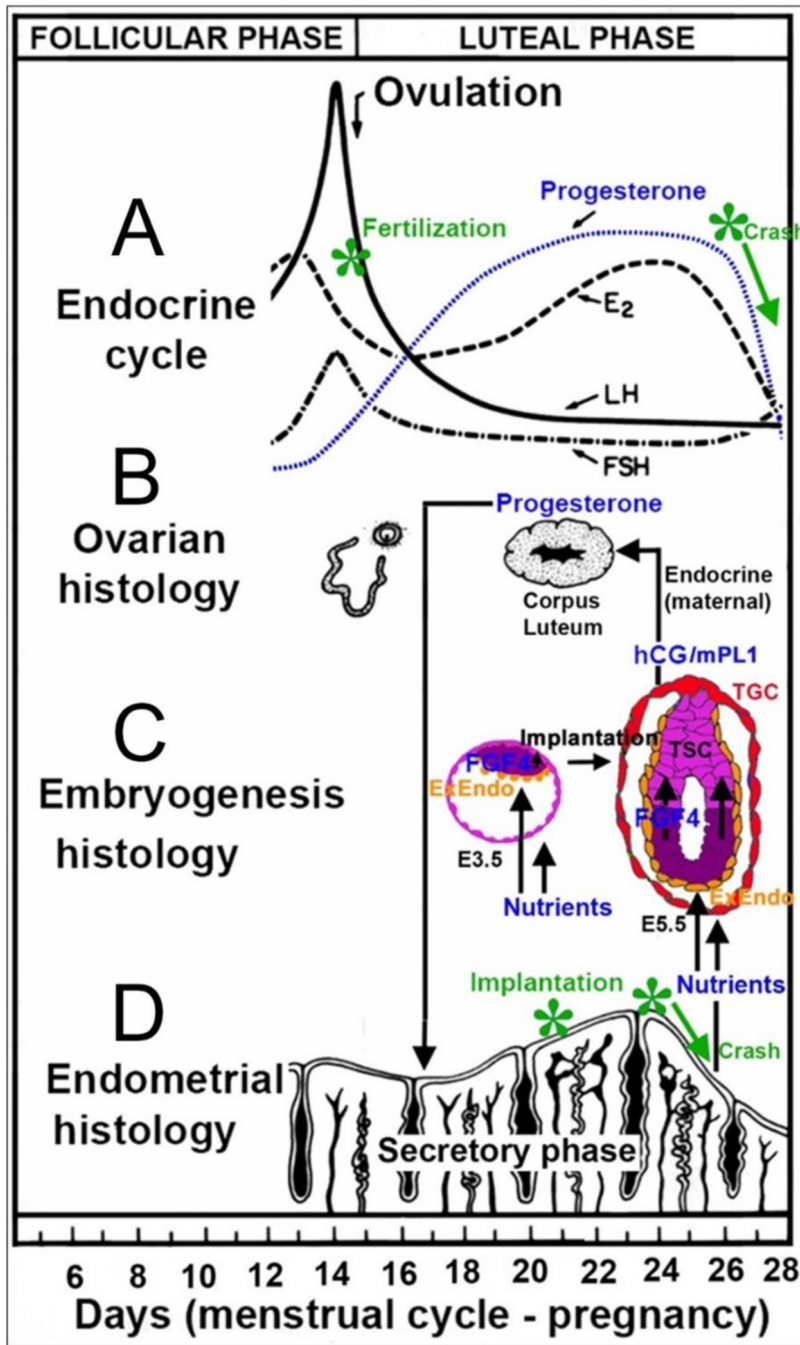 FOLLICULAR PHASE
LUTEAL PHASE
Ovulation
A
Endocrine
cycle
Fertilization
Progesterone
Crash
E2
LH
FSH
B
Ovarian
histology
Progesterone
Corpus
Luteum
Endocrine
(maternal)
hCG/mPL1
C
Embryogenesis
histology
TGC
Implantation
TSC
FGF4
ExEndo
FGF4
E3.5
ExEndo
E5.5
Nutrients
Nutrients
D
Endometrial
histology
Implantation
Crash
Secretory phase
6 8 10 12 14 16 18 20 22 24 26 28
Days (menstrual cycle - pregnancy)